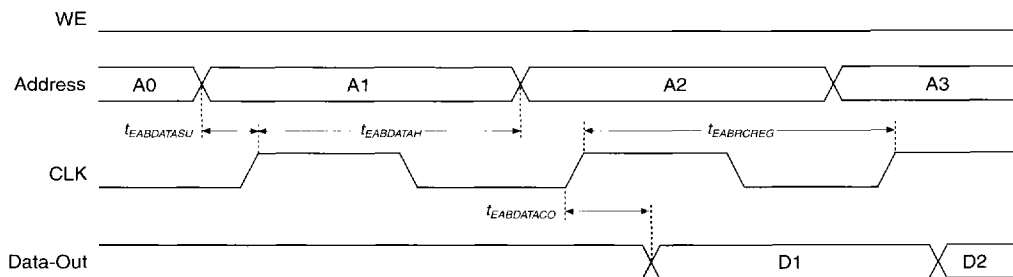 WE
Address A0 A1 A2 A3
tEABDATASU tEABDATAH tEABRCREG
CLK
tEABDATACO
Data-Out D1 D2